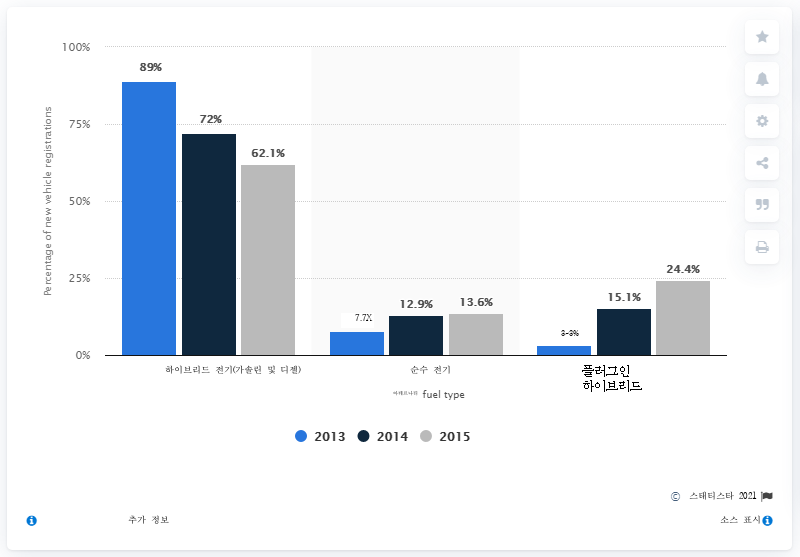 100%
89%
72%
75%
62.1%
50%
25%
24.4%
15.1%
12.9%
13.6%
7.7X
3-3%
0%
Percentage of new vehicle registrations
하이브리드 전기(가솔린 및 디젤)
순수 전기
플러그인
하이브리드
fuel type
2013 2014 2015
© 스태티스타 2021
추가 정보
소스 표시